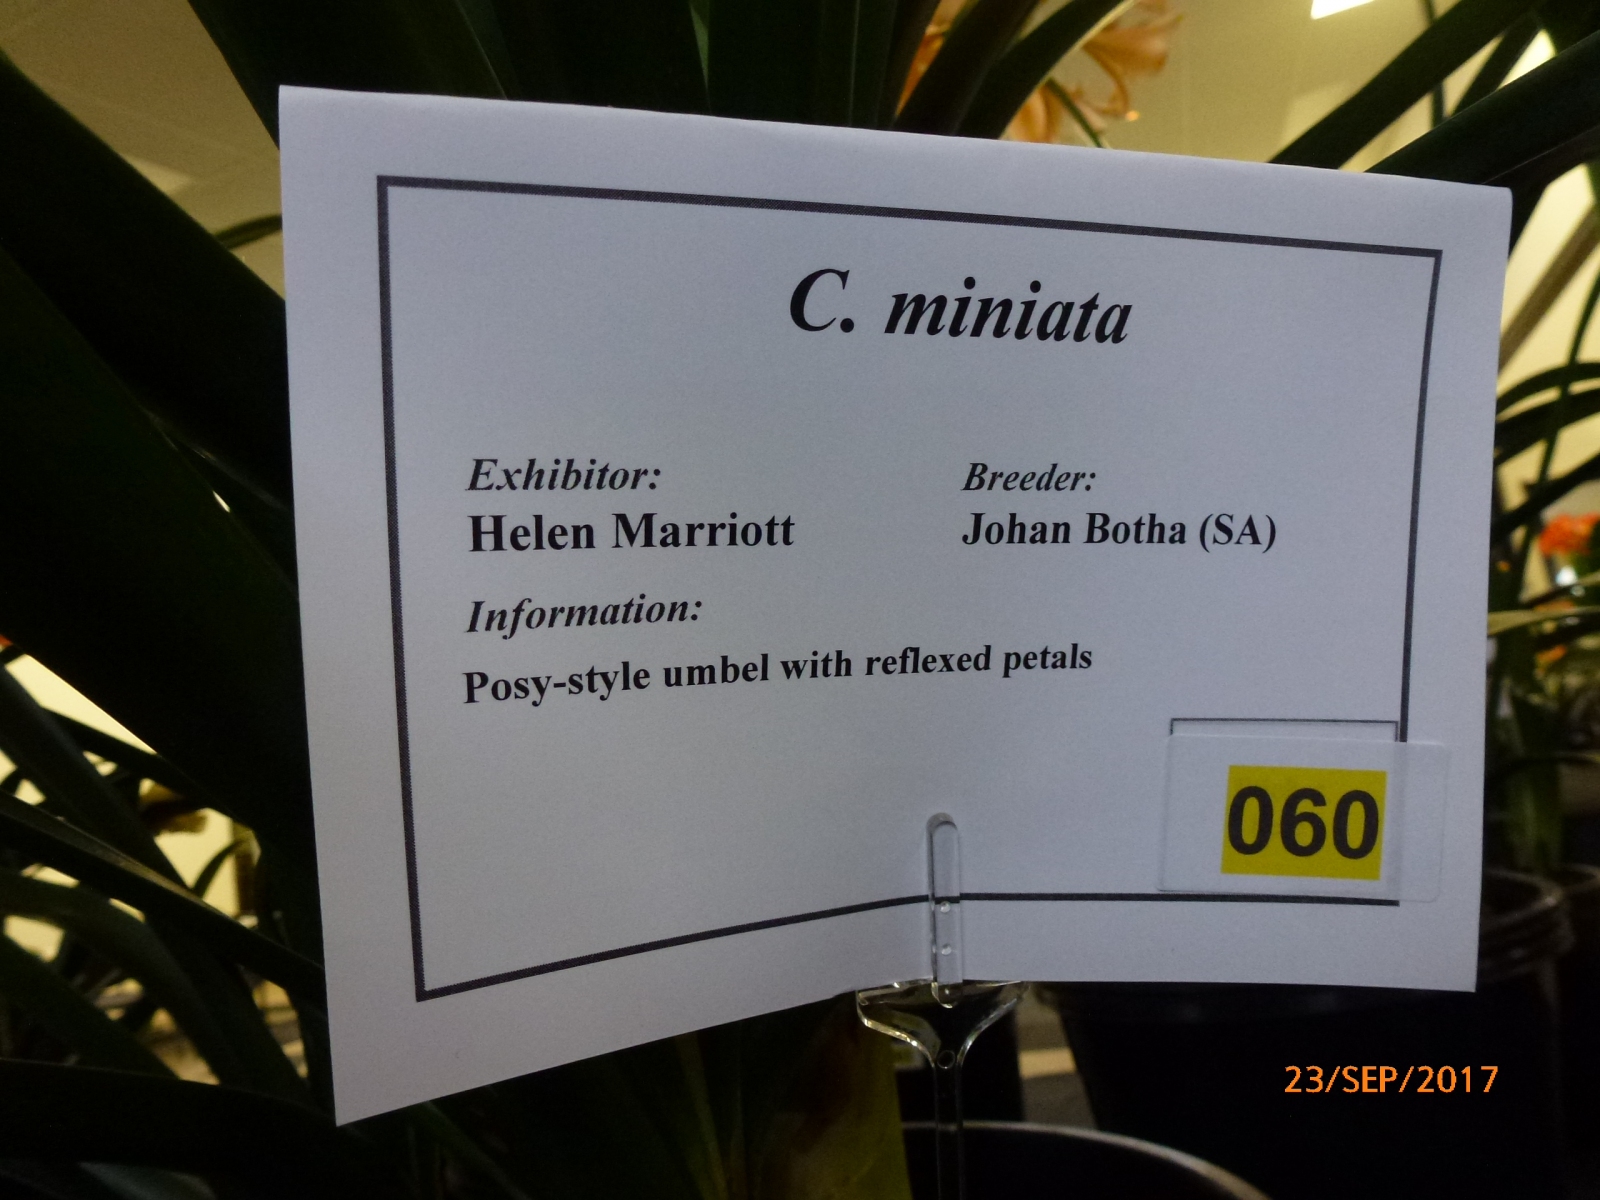 C. miniata
Exhibitor:
Helen Marriott
Breeder:
Johan Botha (SA)
Information:
Posy-style umbel with reflexed petals
060
23/SEP/2017